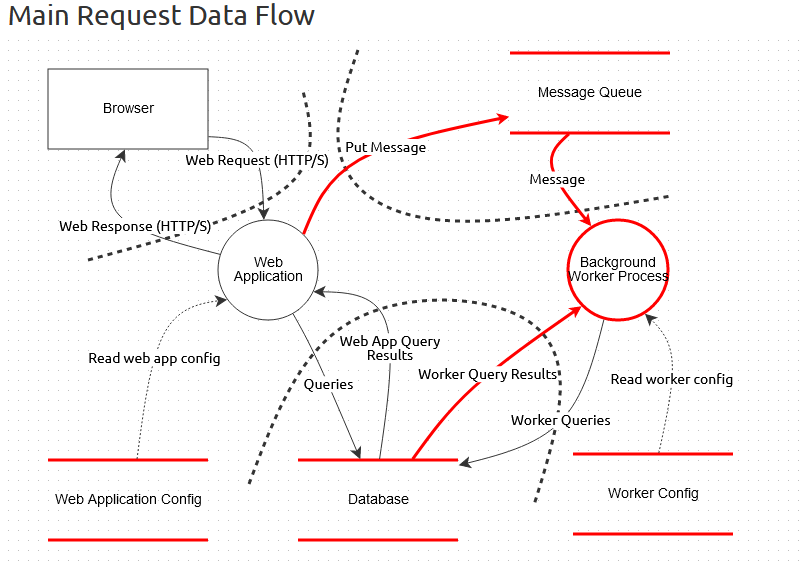 Main Request Data Flow
Browser
Message Queue
Web Request (HTTP/S)
Put Message
Message
Web Response (HTTP/S)
Web
Application
Background
Worker Process
Read web app config
Web App Query
Results
Queries
Worker Query Results
Read worker config
Worker Queries
Web Application Config
Database
Worker Config